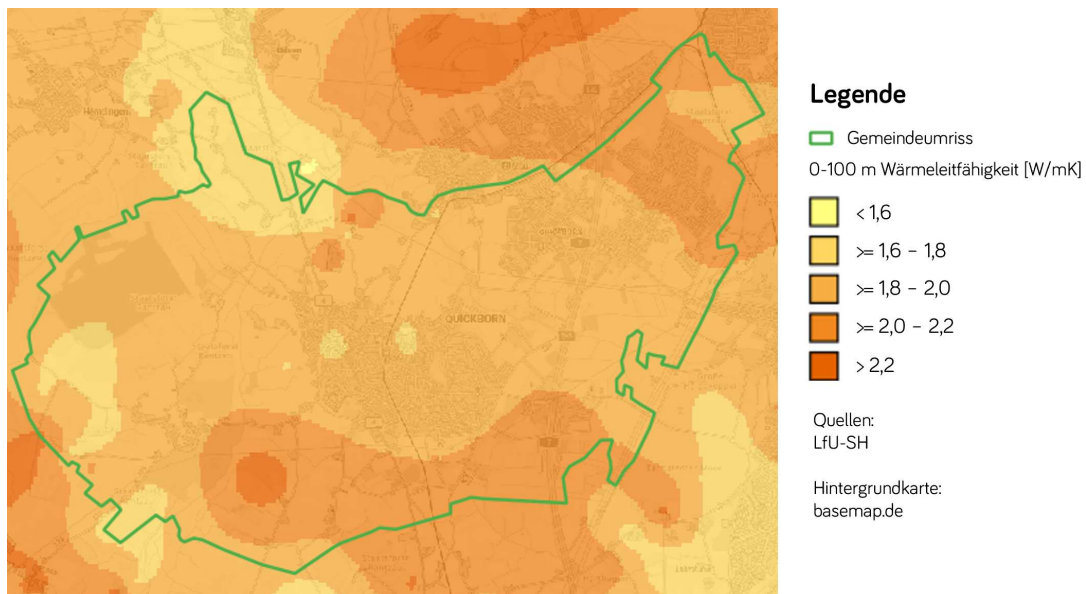 QUICKBORN
Legende
Gemeindeumriss
0-100 m Wärmeleitfähigkeit [W/mK]
< 1,6
>= 1,6 - 1,8
>= 1,8 - 2,0
>= 2,0 - 2,2
> 2,2
Quellen:
LfU-SH
Hintergrundkarte:
basemap.de